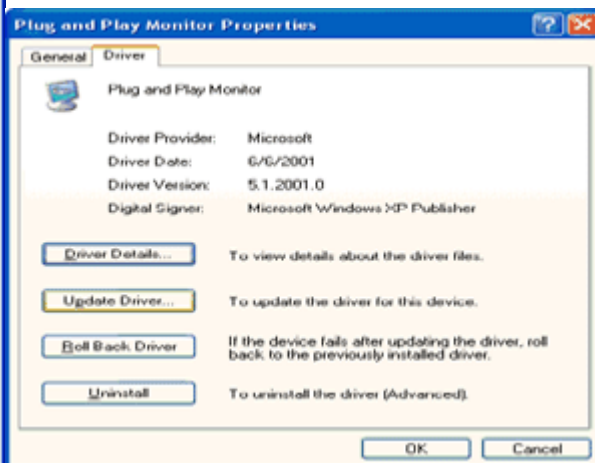 Plug and Play Monitor Properties
General Driver
Plug and Play Monitor
Driver Provider: Microsoft
Driver Date: 6/6/2001
Driver Version: 5.1.2001.0
Digital Signer: Microsoft Windows XP Publisher
Driver Details... To view details about the driver files.
Update Driver... To update the driver for this device.
Roll Back Driver If the device fails after updating the driver, roll
back to the previously installed driver.
Uninstall To uninstall the driver (Advanced).
OK Cancel